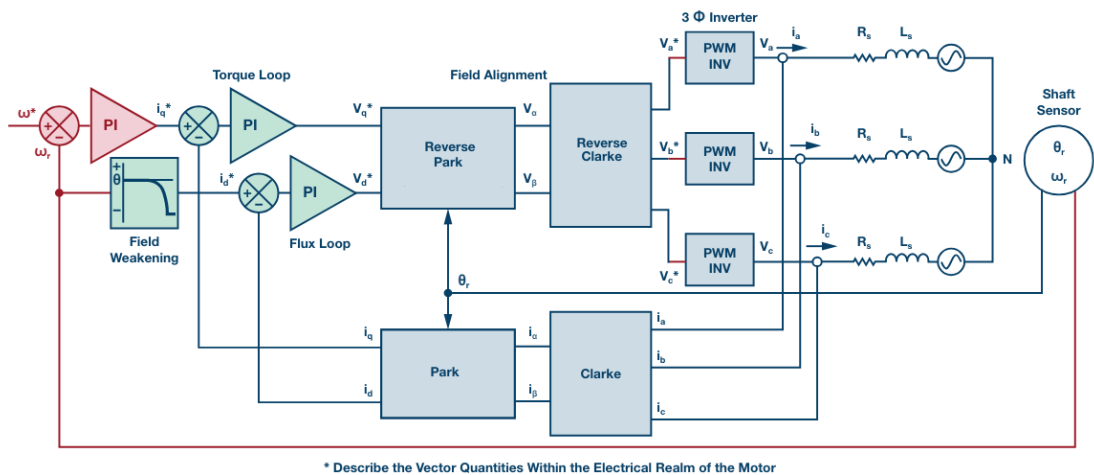 3 Φ Inverter
Torque Loop
Field Alignment
Shaft
Sensor
ω*
+
−
ωr
PI
iq*
+
−
PI
Vq*
Reverse
Park
Vα
Vβ
Reverse
Clarke
Va*
PWM
INV
Va
ia
Rs
Ls
Vb*
PWM
INV
Vb
ib
Rs
Ls
N
θr
ωr
+
θ
−
Field
Weakening
id*
+
−
PI
Vd*
Flux Loop
Vc*
PWM
INV
Vc
ic
Rs
Ls
θr
iq
id
Park
iα
iβ
Clarke
ia
ib
ic
* Describe the Vector Quantities Within the Electrical Realm of the Motor